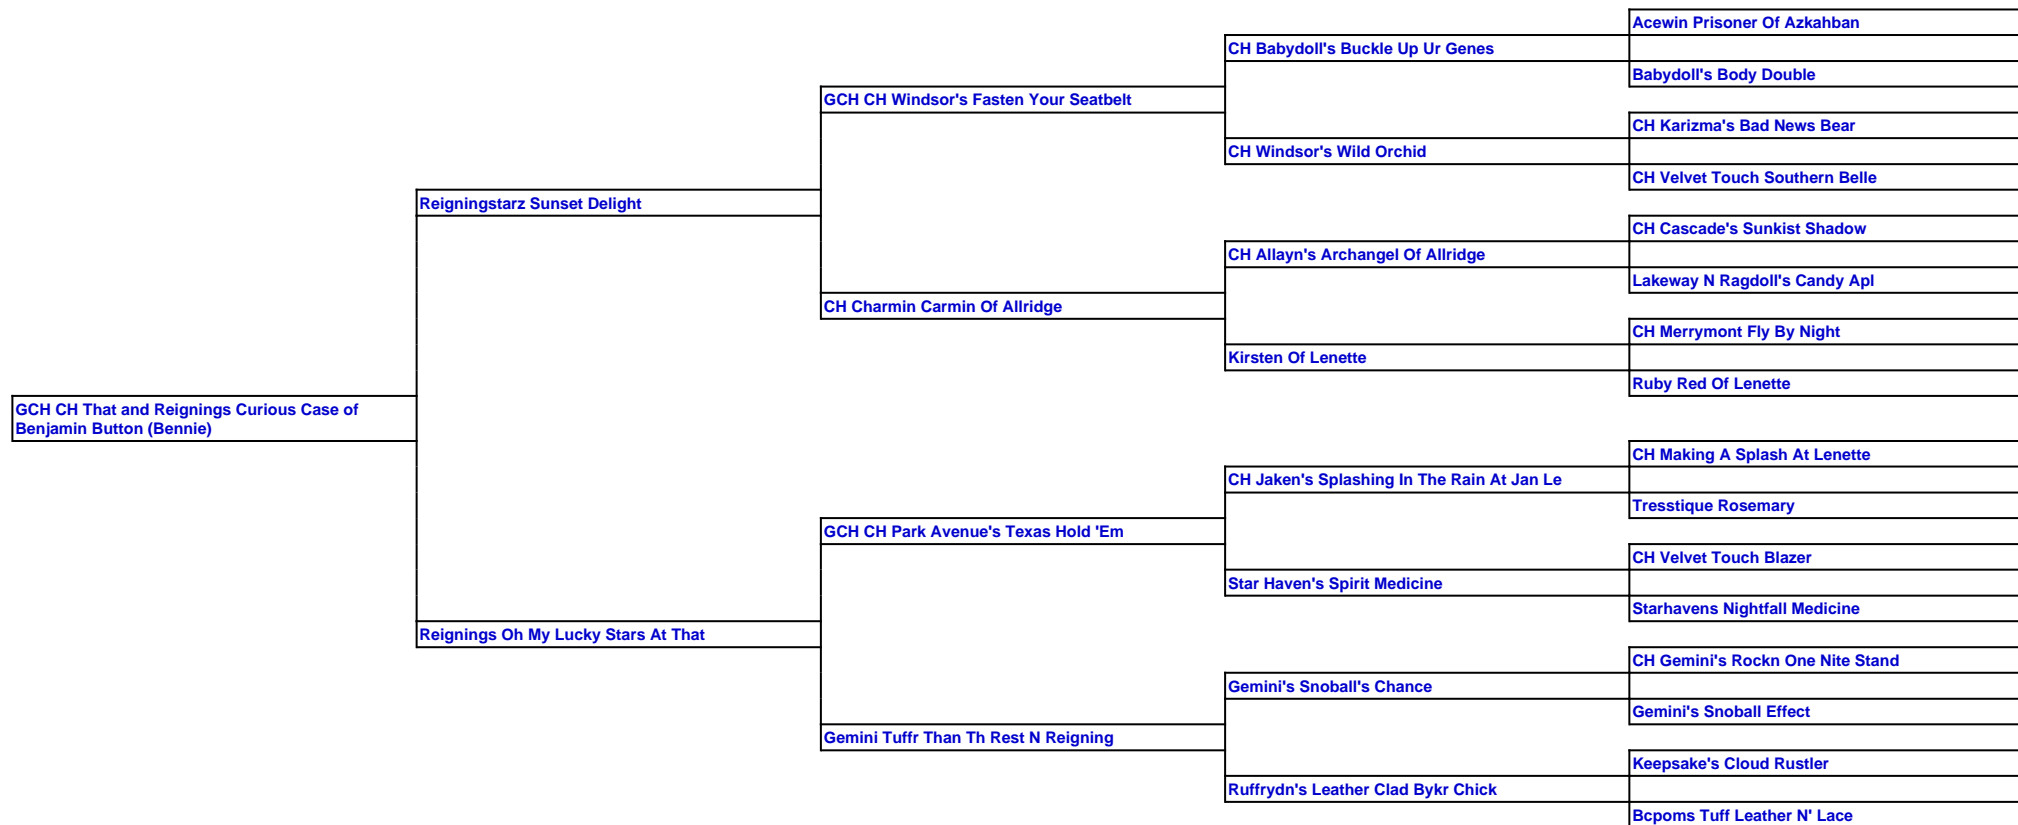 Acewin Prisoner Of Azkahban
CH Babydoll's Buckle Up Ur Genes
Babydoll's Body Double
GCH CH Windsor's Fasten Your Seatbelt
CH Karizma's Bad News Bear
CH Windsor's Wild Orchid
CH Velvet Touch Southern Belle
Reigningstarz Sunset Delight
CH Cascade's Sunkist Shadow
CH Allayn's Archangel Of Allridge
Lakeway N Ragdoll's Candy Apl
CH Charmin Carmin Of Allridge
CH Merrymont Fly By Night
Kirsten Of Lenette
Ruby Red Of Lenette
GCH CH That and Reignings Curious Case of
Benjamin Button (Bennie)
CH Making A Splash At Lenette
CH Jaken's Splashing In The Rain At Jan Le
Tresstique Rosemary
GCH CH Park Avenue's Texas Hold 'Em
CH Velvet Touch Blazer
Star Haven's Spirit Medicine
Starhavens Nightfall Medicine
Reignings Oh My Lucky Stars At That
CH Gemini's Rockn One Nite Stand
Gemini's Snoball's Chance
Gemini's Snoball Effect
Gemini Tuffr Than Th Rest N Reigning
Keepsake's Cloud Rustler
Ruffrydn's Leather Clad Bykr Chick
Bcpoms Tuff Leather N' Lace